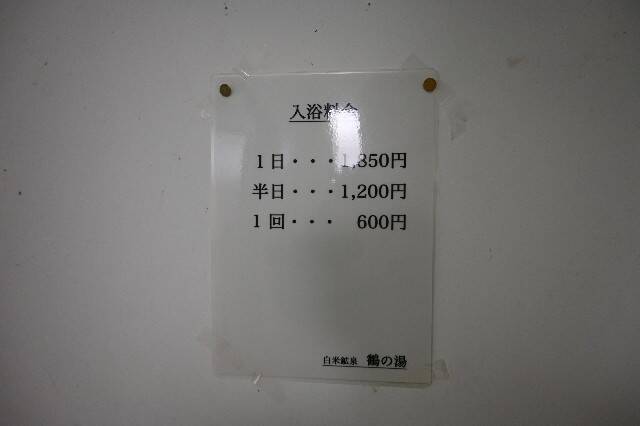 入浴料金
1日・・・1,350円
半日・・・1,200円
1回・・・ 600円
白米鉱泉 鶴の湯